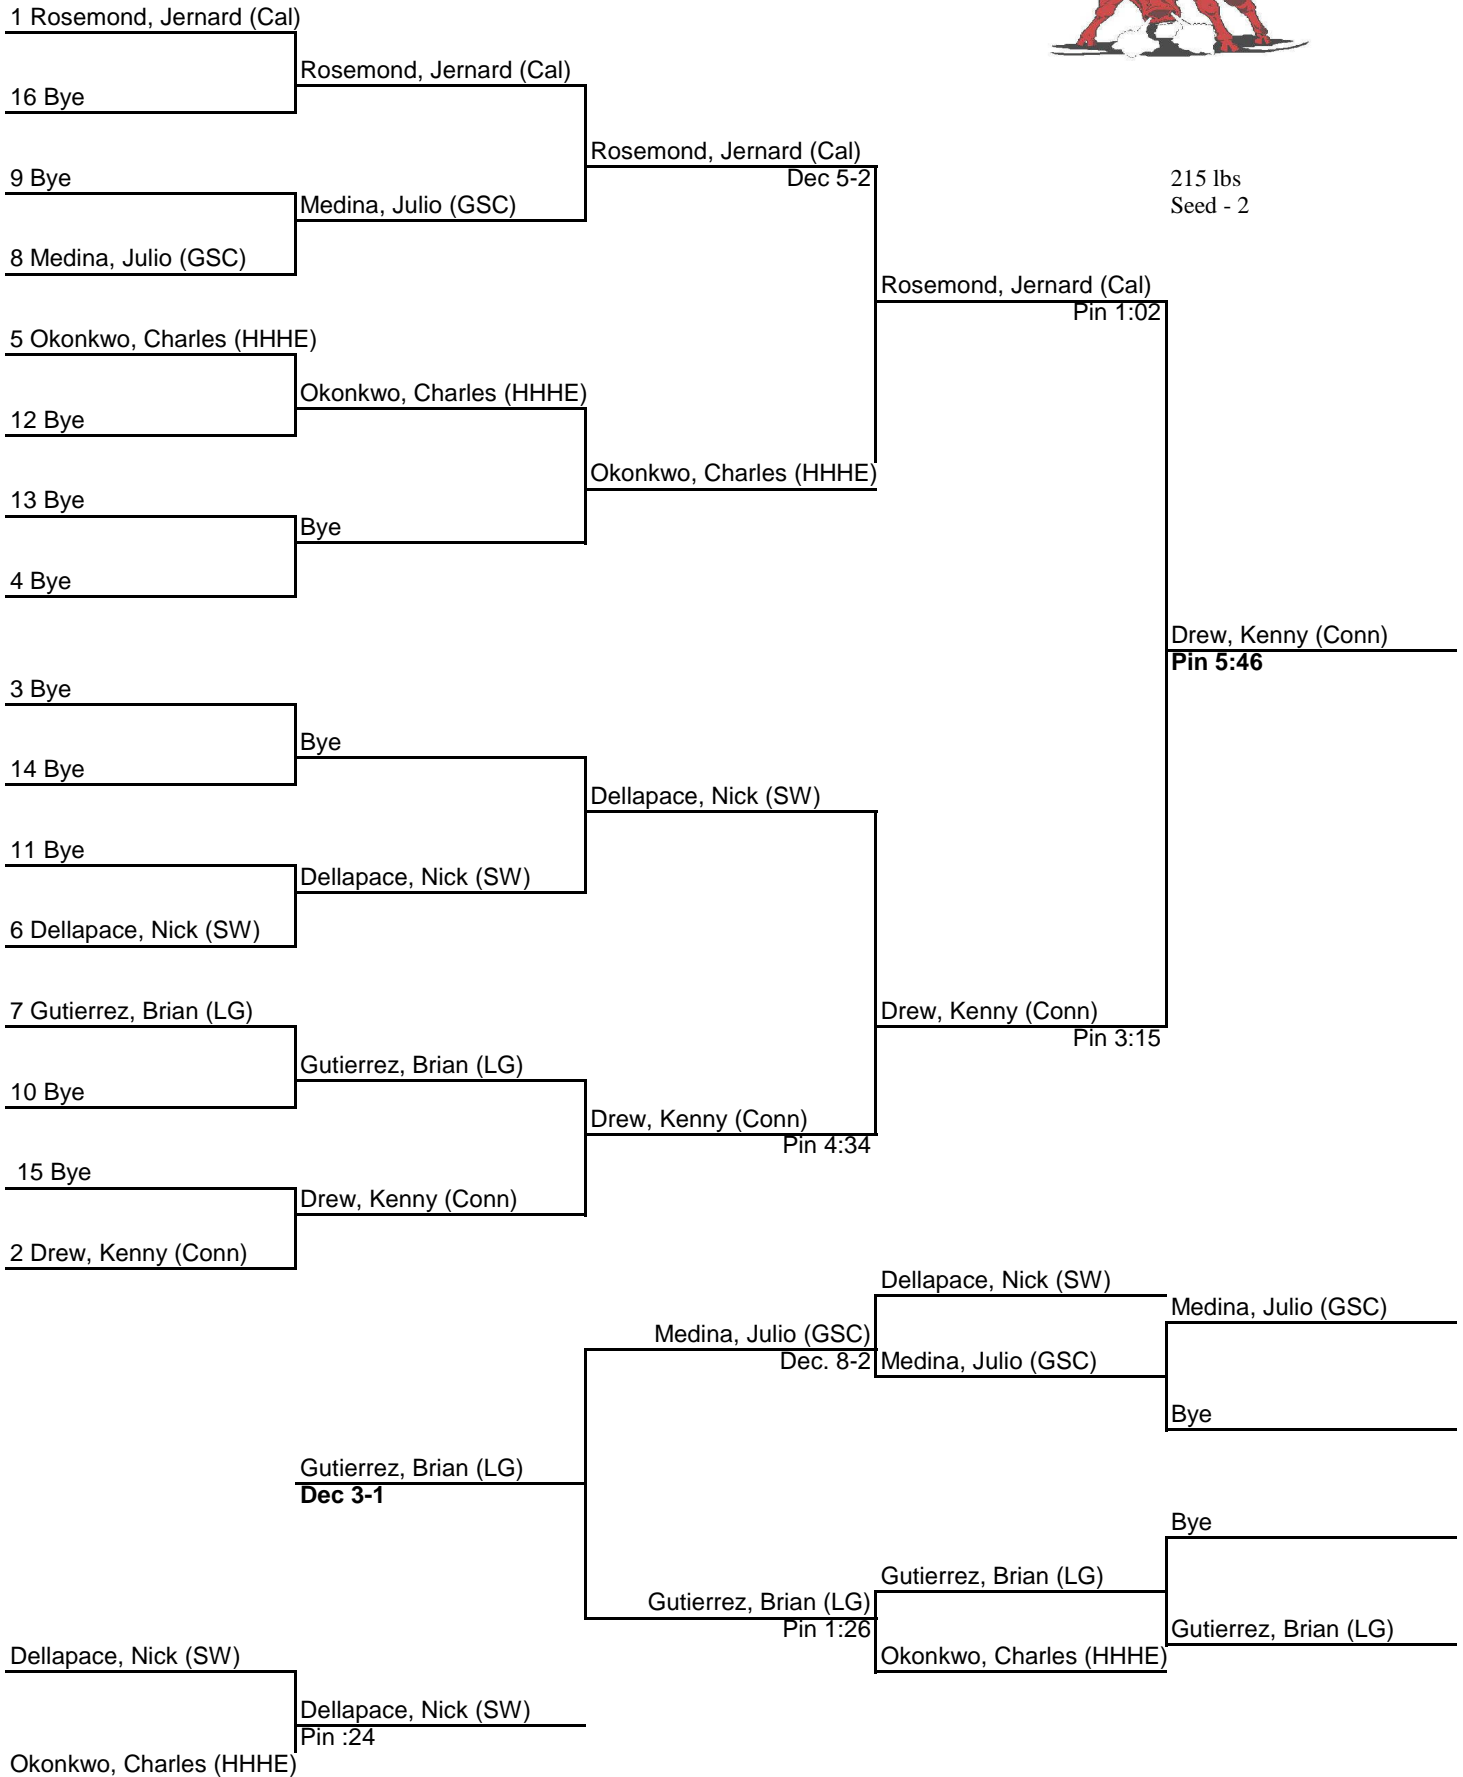 1 Rosemond, Jernard (Cal)
Rosemond, Jernard (Cal)
16 Bye
Rosemond, Jernard (Cal)
Dec 5-2
9 Bye
Medina, Julio (GSC)
8 Medina, Julio (GSC)
215 lbs
Seed - 2
Rosemond, Jernard (Cal)
Pin 1:02
5 Okonkwo, Charles (HHHE)
Okonkwo, Charles (HHHE)
12 Bye
Okonkwo, Charles (HHHE)
13 Bye
Bye
4 Bye
Drew, Kenny (Conn)
Pin 5:46
3 Bye
Bye
14 Bye
Dellapace, Nick (SW)
11 Bye
Dellapace, Nick (SW)
6 Dellapace, Nick (SW)
7 Gutierrez, Brian (LG)
Drew, Kenny (Conn)
Pin 3:15
Gutierrez, Brian (LG)
10 Bye
Drew, Kenny (Conn)
Pin 4:34
15 Bye
Drew, Kenny (Conn)
2 Drew, Kenny (Conn)
Dellapace, Nick (SW)
Medina, Julio (GSC)
Medina, Julio (GSC)
Dec. 8-2
Medina, Julio (GSC)
Bye
Gutierrez, Brian (LG)
Dec 3-1
Bye
Gutierrez, Brian (LG)
Gutierrez, Brian (LG)
Pin 1:26
Gutierrez, Brian (LG)
Okonkwo, Charles (HHHE)
Dellapace, Nick (SW)
Dellapace, Nick (SW)
Pin :24
Okonkwo, Charles (HHHE)